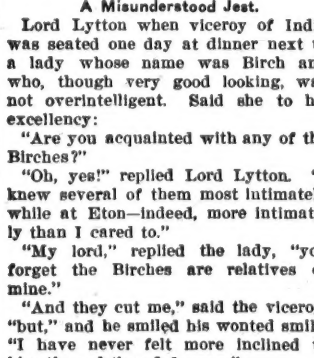 A Misunderstood Jest.
Lord Lytton when viceroy of Ind
was seated one day at dinner next
a lady whose name was Birch an
who, though very good looking, wa
not overintelligent. Said she to h
excellency:
"Are you acquainted with any of th
Birches?"
"Oh, yes!" replied Lord Lytton. "
knew several of them most intimatel
while at Eton—indeed, more intimat
ly than I cared to."
"My lord," replied the lady, "yo
forget the Birches are relatives o
mine."
"And they cut me," said the vicero
"but," and he smiled his wonted smil
"I have never felt more inclined